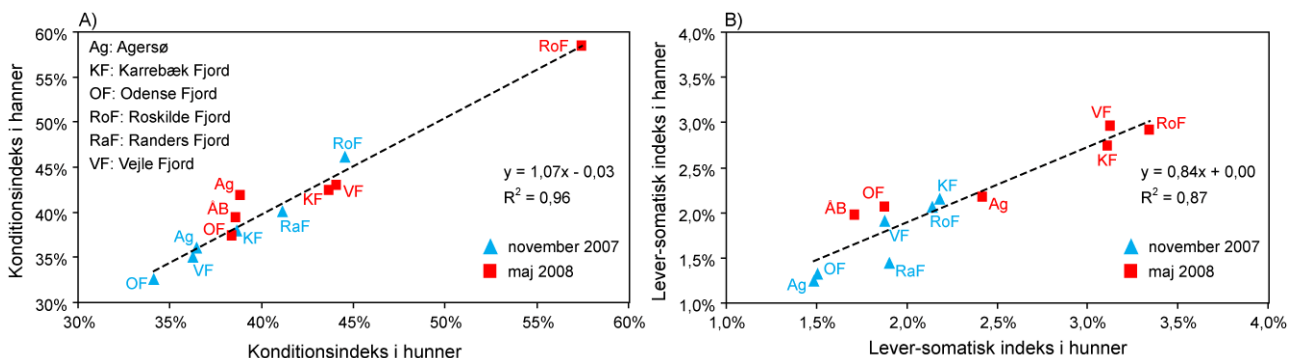 A)
Konditionsindeks i hanner
60%
55%
50%
45%
40%
35%
30%
Ag: Agersø
KF: Karrebæk Fjord
OF: Odense Fjord
RoF: Roskilde Fjord
RaF: Randers Fjord
VF: Vejle Fjord
RoF
RoF
Ag
KF
VF
ÅB
RaF
OF
Ag
KF
VF
OF
y = 1,07x - 0,03
R² = 0,96
november 2007
maj 2008
30%
35%
40%
45%
50%
55%
60%
Konditionsindeks i hunner
B)
Lever-somatisk indeks i hanner
4,0%
3,5%
3,0%
2,5%
2,0%
1,5%
1,0%
VF
RoF
KF
OF
KF
ÅB
Ag
RoF
VF
RaF
OF
Ag
y = 0,84x + 0,00
R² = 0,87
november 2007
maj 2008
1,0%
1,5%
2,0%
2,5%
3,0%
3,5%
4,0%
Lever-somatisk indeks i hunner